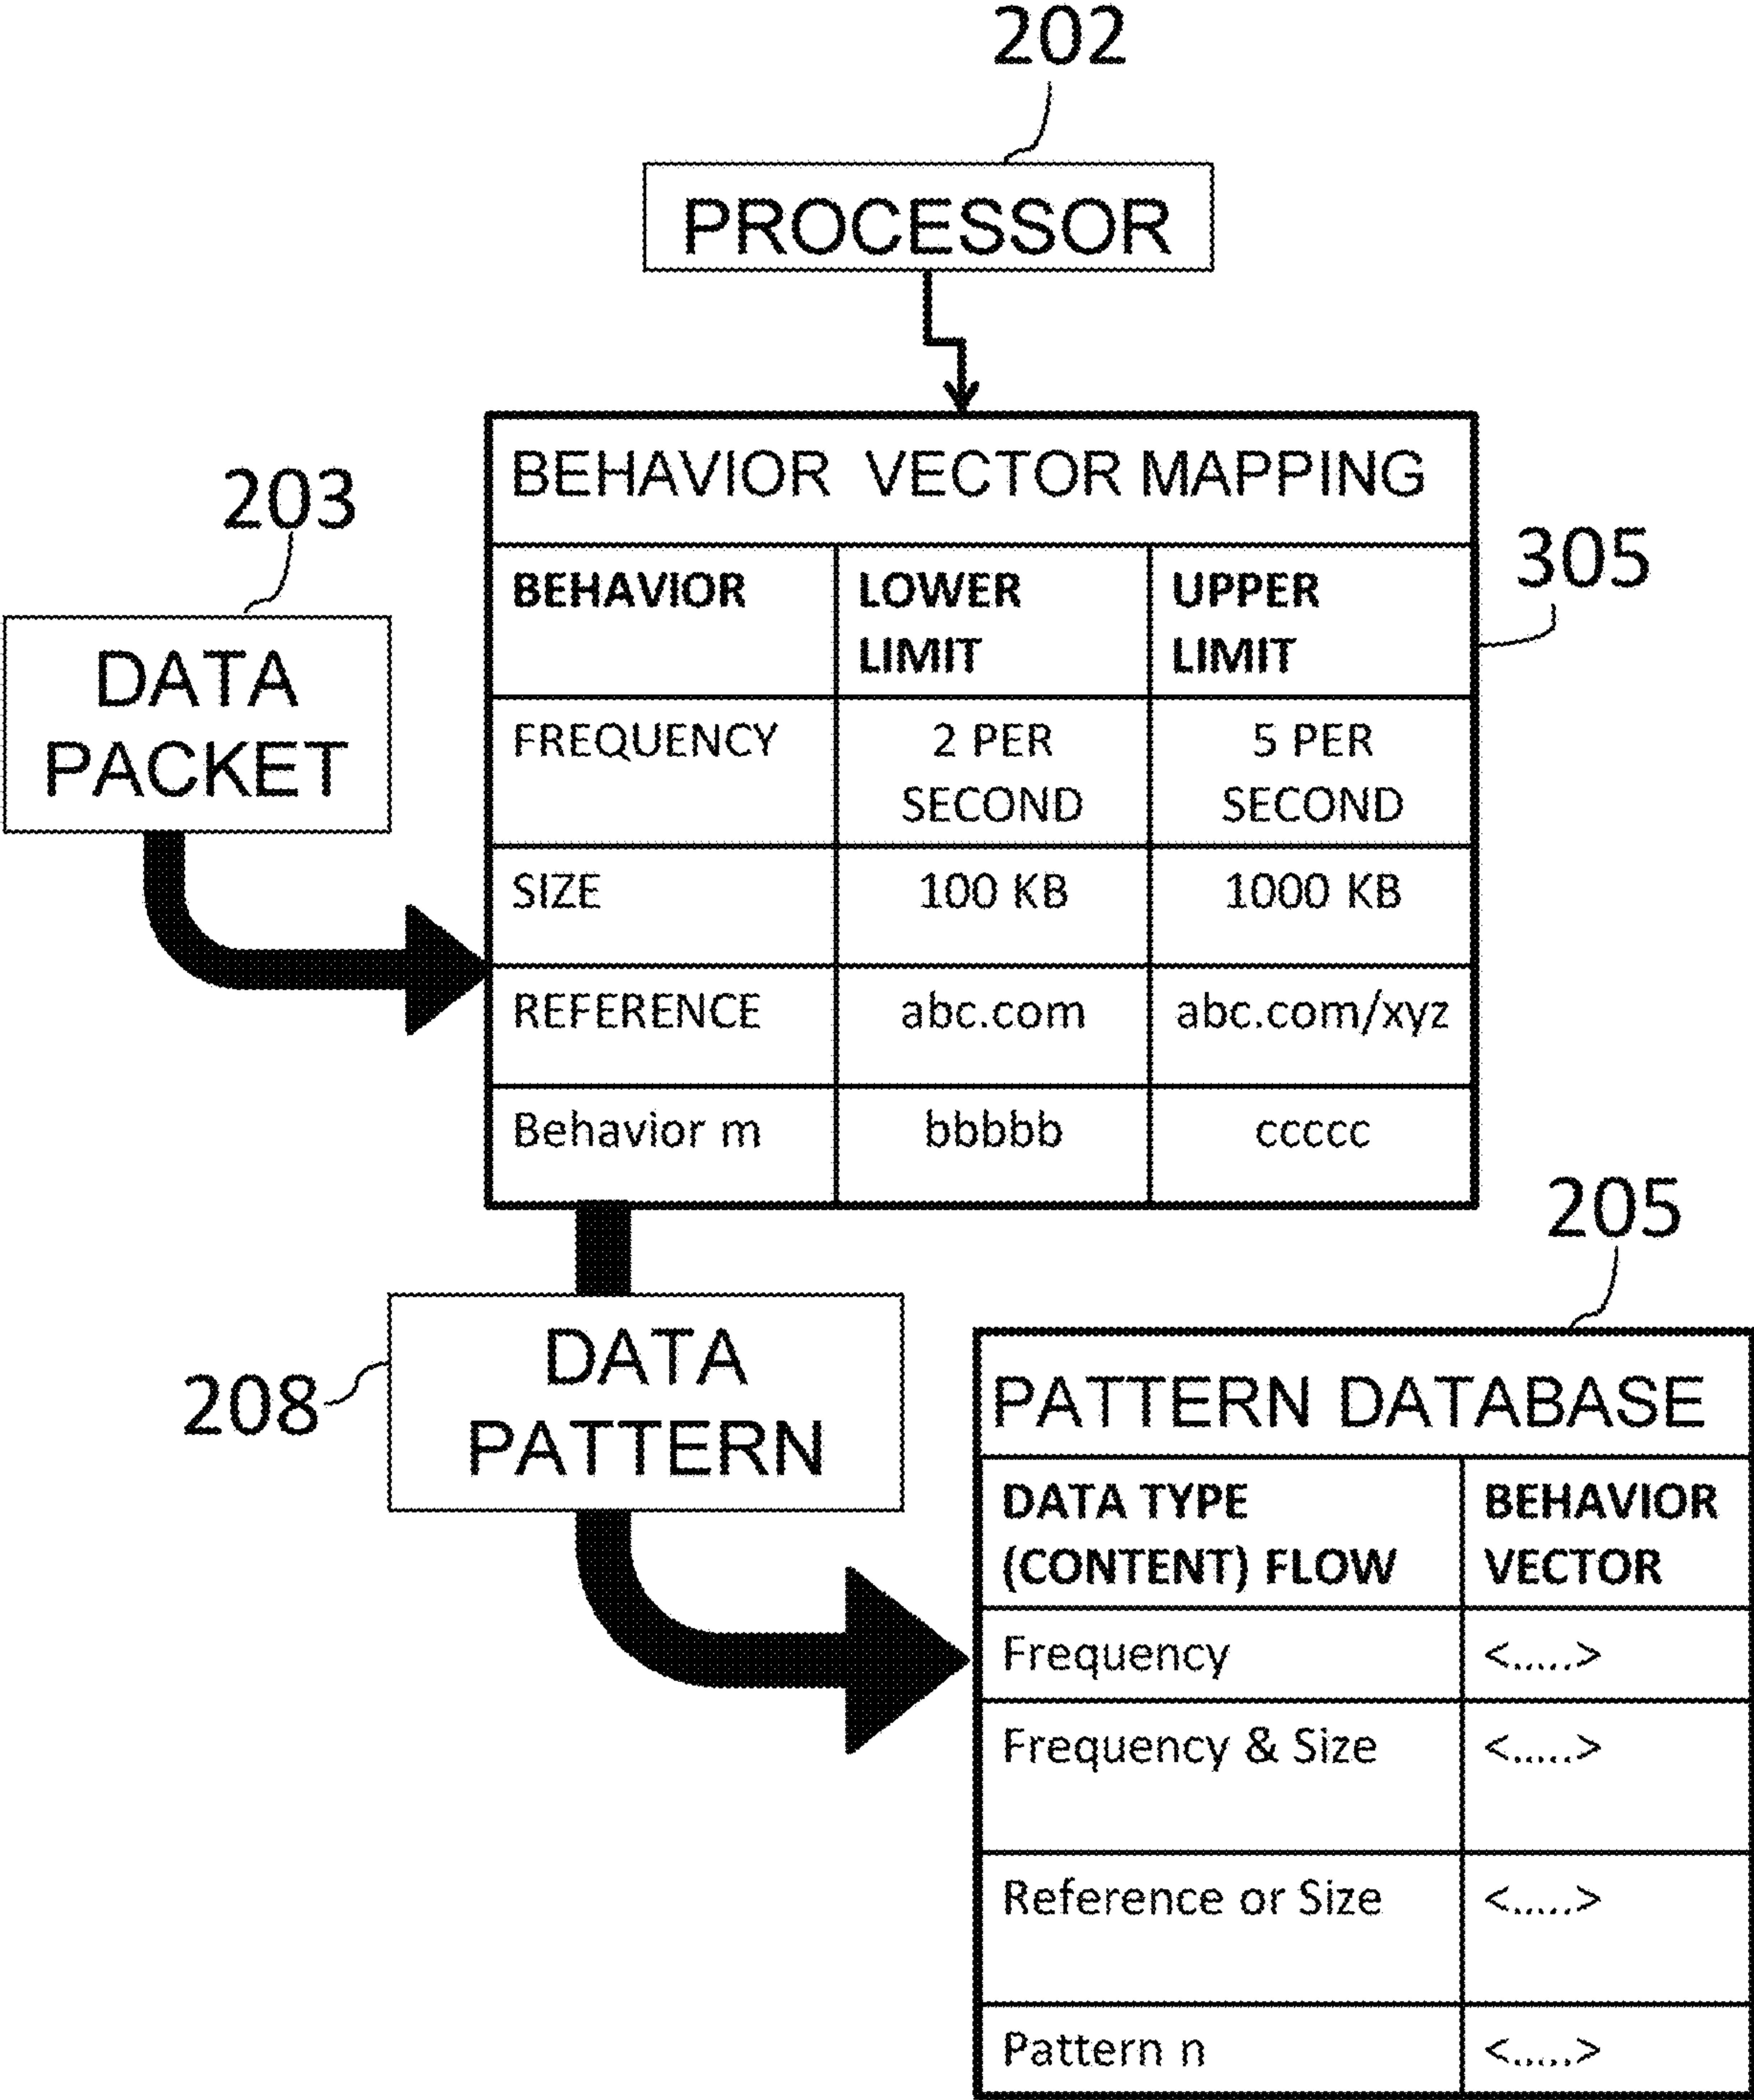 202
PROCESSOR
BEHAVIOR VECTOR MAPPING
203
305
BEHAVIOR LOWER LIMIT UPPER LIMIT
DATA
PACKET
FREQUENCY 2 PER SECOND 5 PER SECOND
SIZE 100 KB 1000 KB
REFERENCE abc.com abc.com/xyz
Behavior m bbbbb ccccc
205
208
DATA
PATTERN
PATTERN DATABASE
DATA TYPE (CONTENT) FLOW BEHAVIOR VECTOR
Frequency <.....>
Frequency & Size <.....>
Reference or Size <.....>
Pattern n <.....>